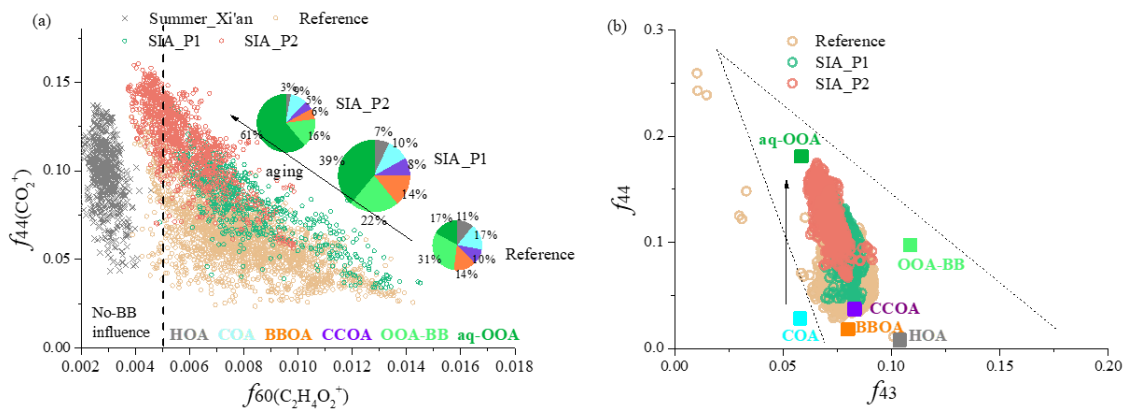 (a)
× Summer_Xi'an ○ Reference
○ SIA_P1 ○ SIA_P2
f44(CO2+)
0.15
0.10
0.05
0.00
0.002 0.004 0.006 0.008 0.010 0.012 0.014 0.016 0.018
f60(C2H4O2+)
3%
9%
5%
6%
16%
61%
SIA_P2
7%
10%
8%
14%
22%
39%
SIA_P1
aging
11%
17%
10%
14%
31%
17%
Reference
No-BB
influence
HOA COA BBOA CCOA OOA-BB aq-OOA
(b)
Reference
SIA_P1
SIA_P2
f44
0.3
0.2
0.1
0.0
0.00 0.05 0.10 0.15 0.20
f43
aq-OOA
OOA-BB
CCOA
COA
BBOA
HOA